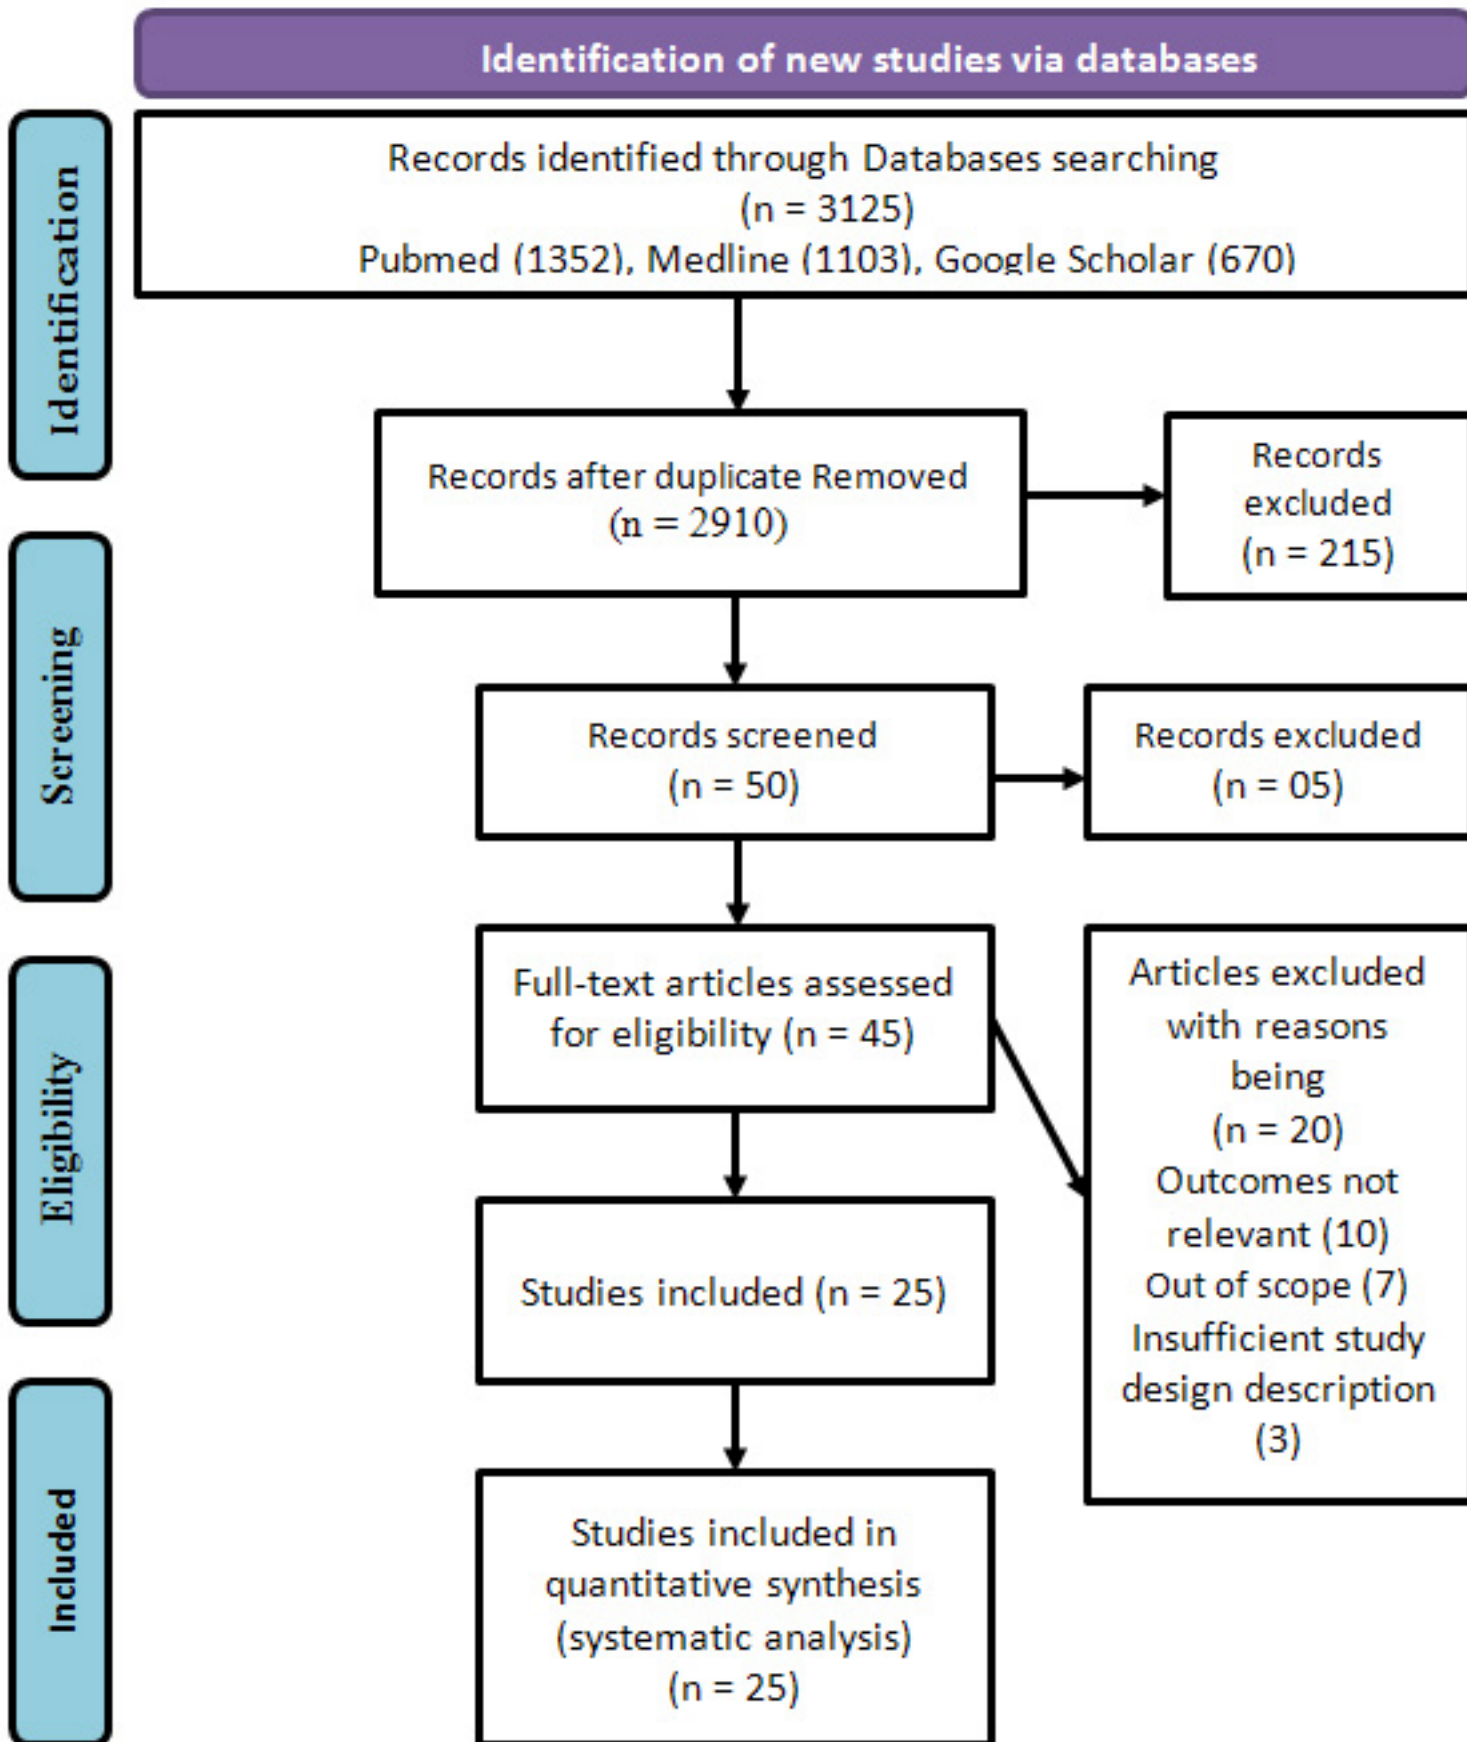 Identification of new studies via databases
Identification
Records identified through Databases searching
(n = 3125)
Pubmed (1352), Medline (1103), Google Scholar (670)
Records after duplicate Removed
(n = 2910)
Records
excluded
(n = 215)
Screening
Records screened
(n = 50)
Records excluded
(n = 05)
Eligibility
Full-text articles assessed
for eligibility (n = 45)
Articles excluded
with reasons
being
(n = 20)
Outcomes not
relevant (10)
Out of scope (7)
Insufficient study
design description
(3)
Studies included (n = 25)
Included
Studies included in
quantitative synthesis
(systematic analysis)
(n = 25)